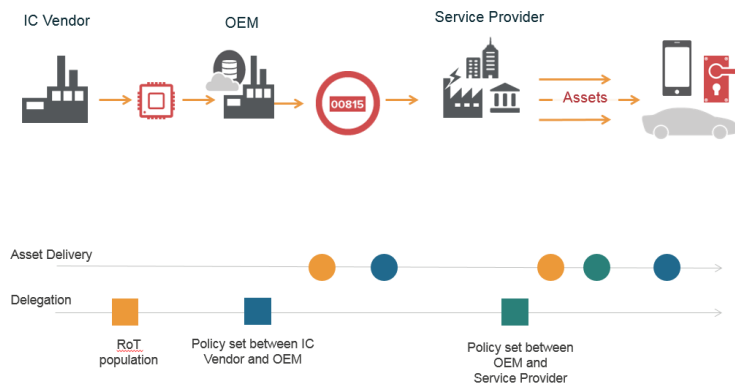 IC Vendor
OEM
Service Provider
00815
Assets
Asset Delivery
Delegation
RoT
population
Policy set between IC
Vendor and OEM
Policy set between
OEM and
Service Provider